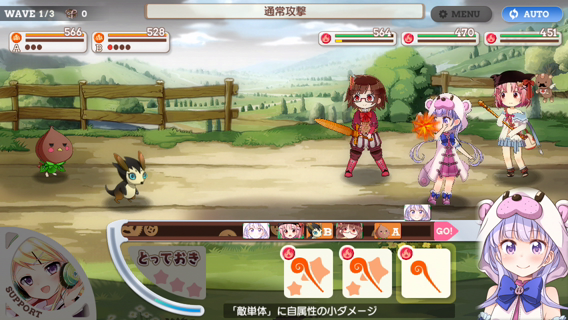 WAVE 1/3
0
通常攻撃
MENU
AUTO
566
A
528
B
564
470
451
B
A
GO!
とっておき
SUPPORT
「敵単体」に自属性の小ダメージ